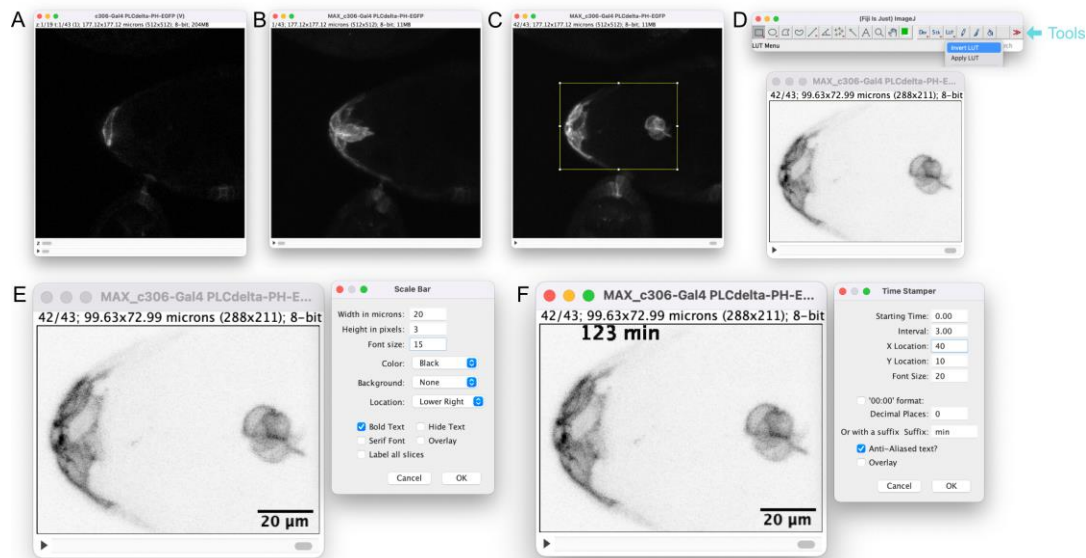 A
c306-Gal4 PLCdelta-PH-EGFP (V)
z:1/19 t:1/43 (1); 177.12x177.12 microns (512x512); 8-bit; 204MB
z
B
MAX_c306-Gal4 PLCdelta-PH-EGFP
1/43; 177.12x177.12 microns (512x512); 8-bit; 11MB
C
MAX_c306-Gal4 PLCdelta-PH-EGFP
42/43; 177.12x177.12 microns (512x512); 8-bit; 11MB
D
(Fiji Is Just) ImageJ
Dev Stk LUT
Tools
LUT Menu
Invert LUT
Apply LUT
MAX_c306-Gal4 PLCdelta-PH-E...
42/43; 99.63x72.99 microns (288x211); 8-bit
E
MAX_c306-Gal4 PLCdelta-PH-E...
42/43; 99.63x72.99 microns (288x211); 8-bit
20 µm
Scale Bar
Width in microns: 20
Height in pixels: 3
Font size: 15
Color: Black
Background: None
Location: Lower Right
Bold Text Hide Text
Serif Font Overlay
Label all slices
Cancel OK
F
MAX_c306-Gal4 PLCdelta-PH-E...
42/43; 99.63x72.99 microns (288x211); 8-bit
123 min
20 µm
Time Stamper
Starting Time: 0.00
Interval: 3.00
X Location: 40
Y Location: 10
Font Size: 20
'00:00' format:
Decimal Places: 0
Or with a suffix Suffix: min
Anti-Aliased text?
Overlay
Cancel OK